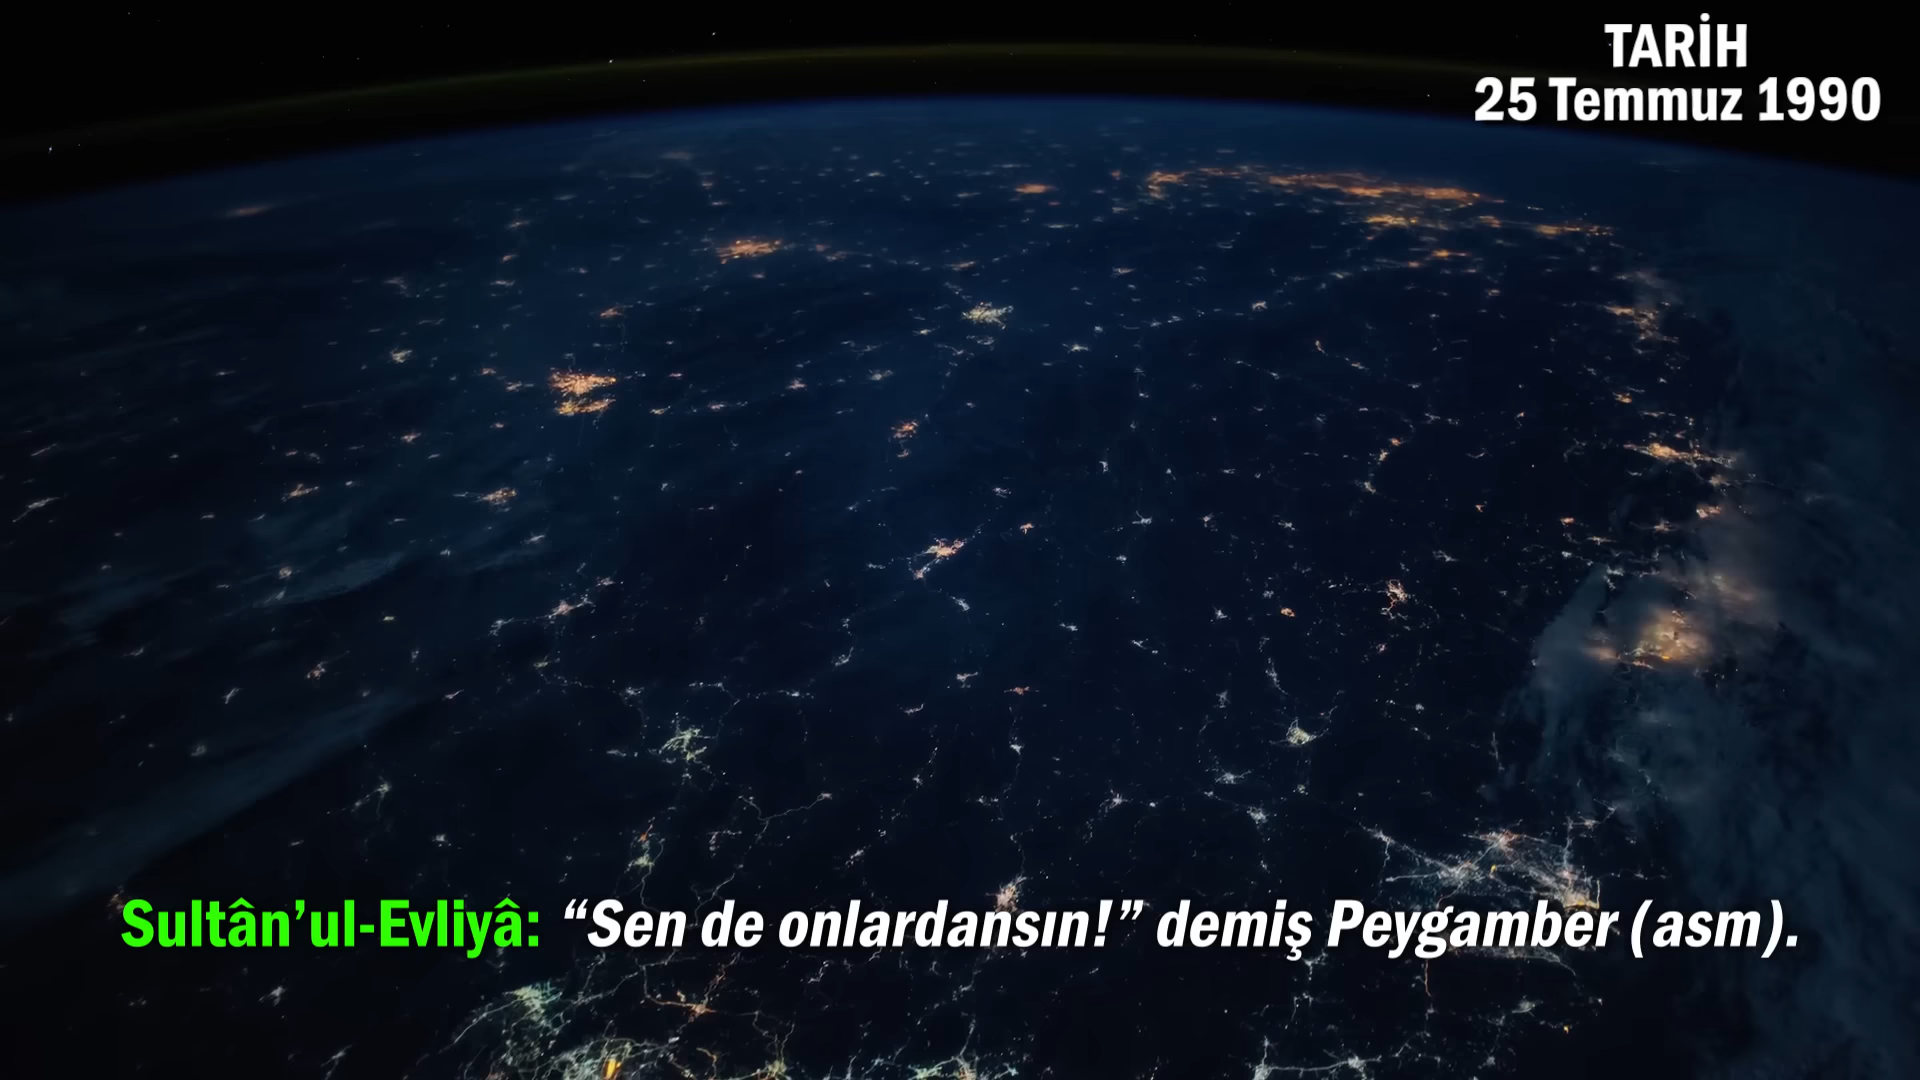 TARİH
25 Temmuz 1990
Sultân’ul-Evliyâ: “Sen de onlardansın!” demiş Peygamber (asm).